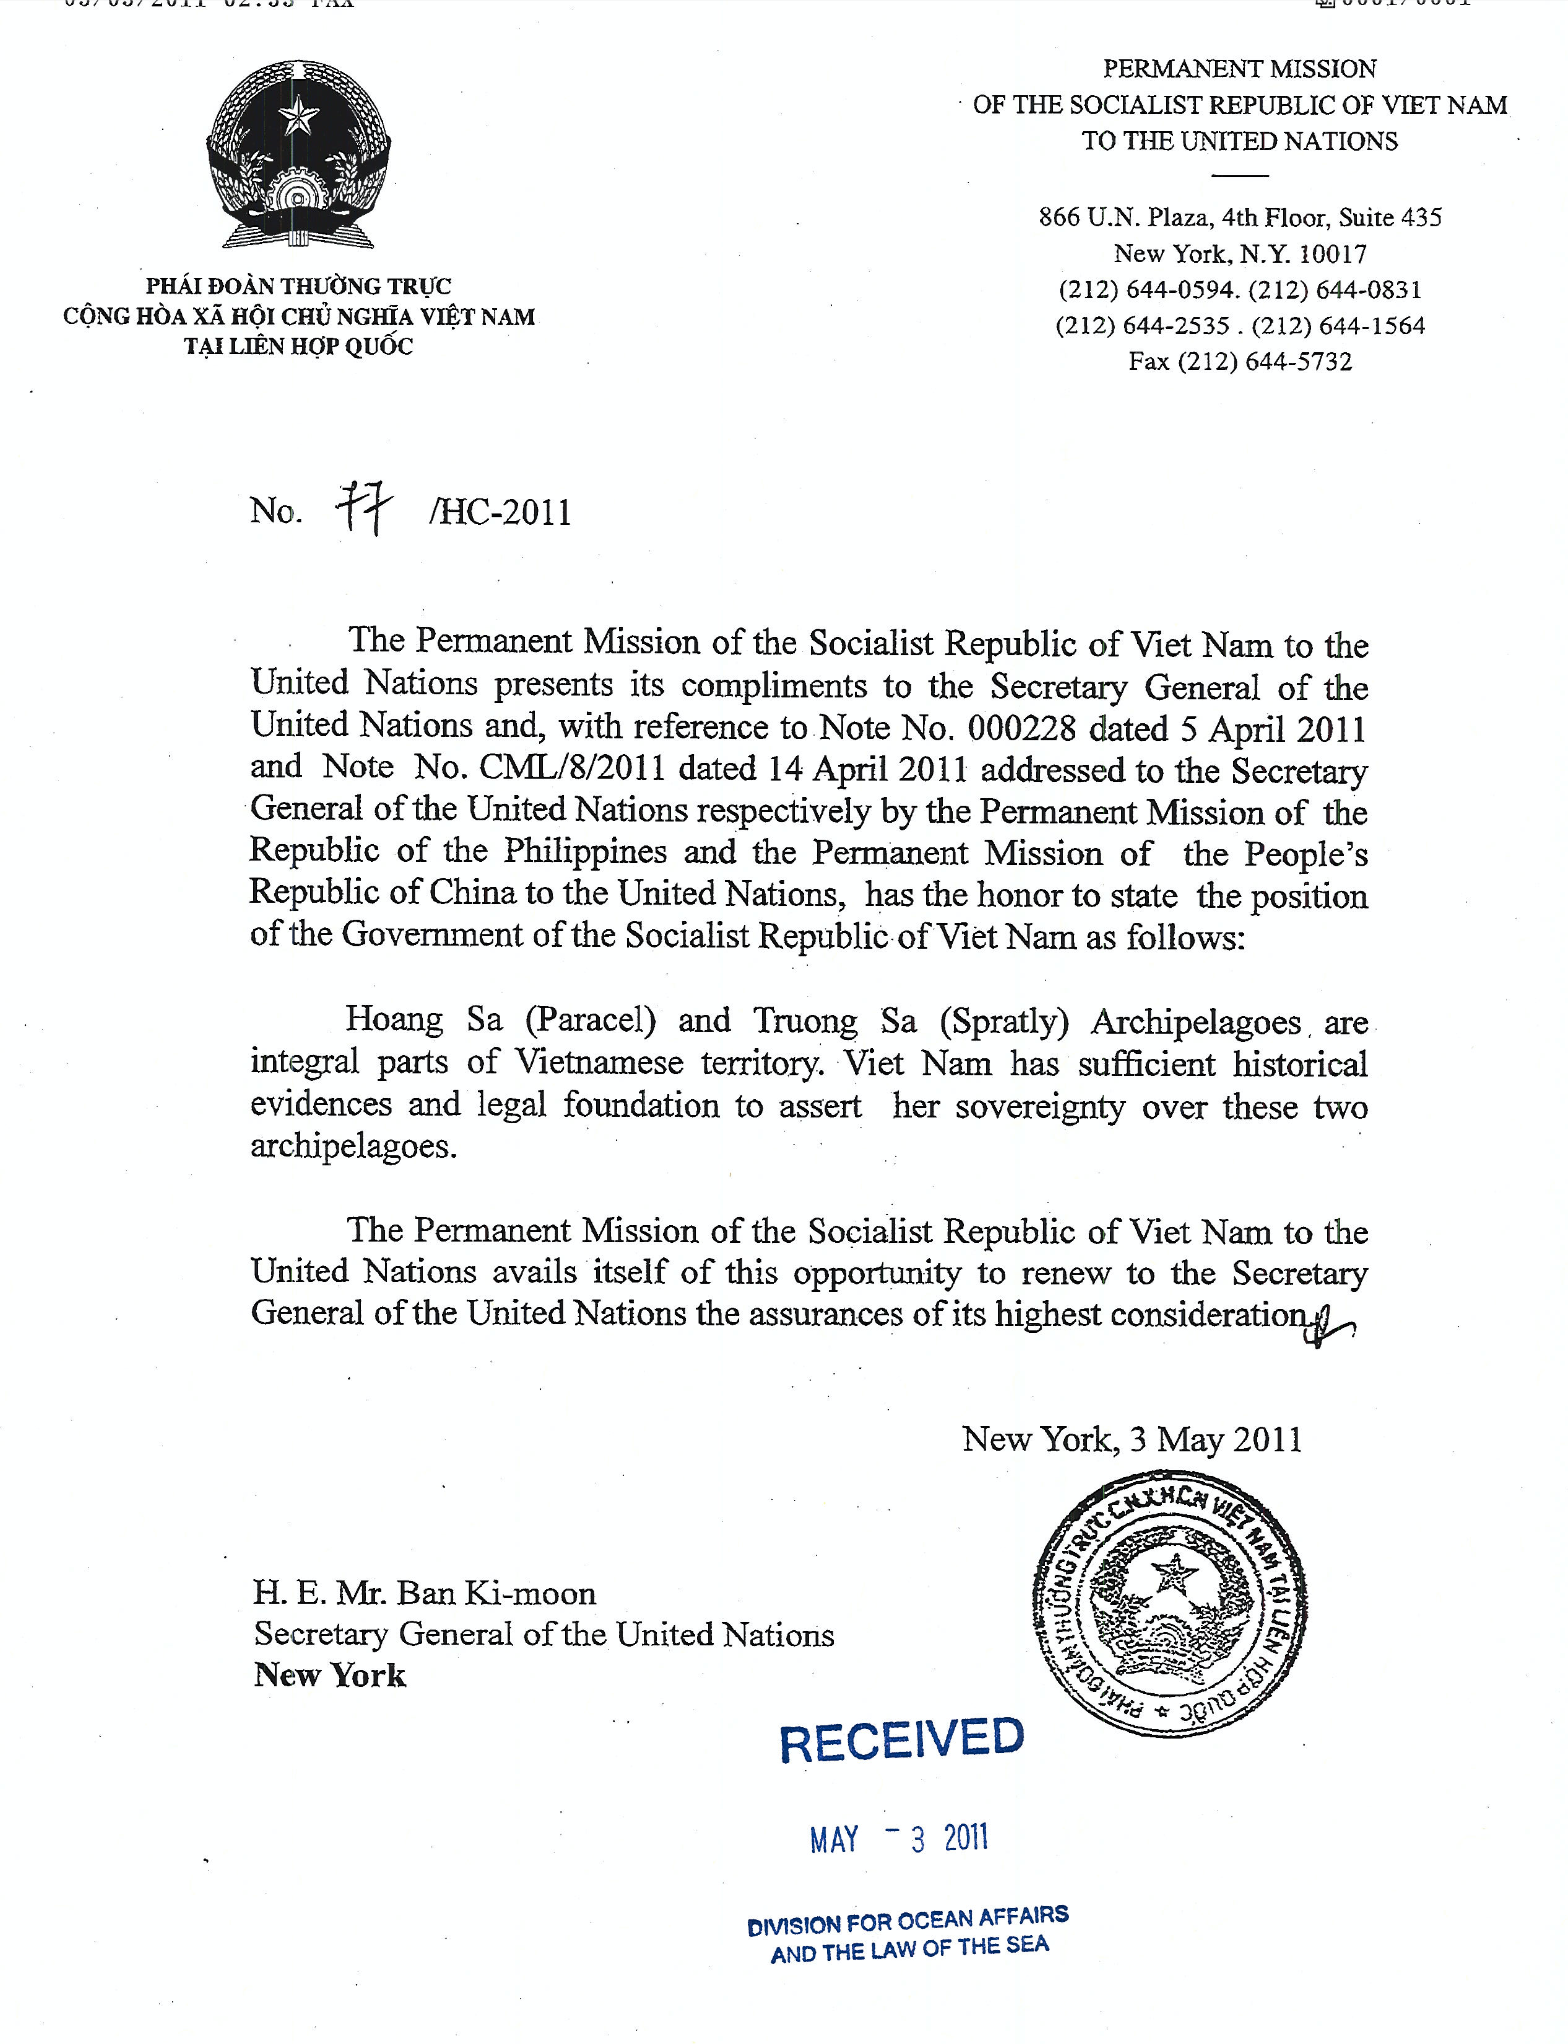 PHÁI ĐOÀN THƯỜNG TRỰC
CỘNG HÒA XÃ HỘI CHỦ NGHĨA VIỆT NAM
TẠI LIÊN HỢP QUỐC
PERMANENT MISSION
OF THE SOCIALIST REPUBLIC OF VIET NAM
TO THE UNITED NATIONS
866 U.N. Plaza, 4th Floor, Suite 435
New York, N.Y. 10017
(212) 644-0594. (212) 644-0831
(212) 644-2535 . (212) 644-1564
Fax (212) 644-5732
No. 77 /HC-2011
The Permanent Mission of the Socialist Republic of Viet Nam to the
United Nations presents its compliments to the Secretary General of the
United Nations and, with reference to Note No. 000228 dated 5 April 2011
and Note No. CML/8/2011 dated 14 April 2011 addressed to the Secretary
General of the United Nations respectively by the Permanent Mission of the
Republic of the Philippines and the Permanent Mission of the People's
Republic of China to the United Nations, has the honor to state the position
of the Government of the Socialist Republic of Viet Nam as follows:
Hoang Sa (Paracel) and Truong Sa (Spratly) Archipelagoes are
integral parts of Vietnamese territory. Viet Nam has sufficient historical
evidences and legal foundation to assert her sovereignty over these two
archipelagoes.
The Permanent Mission of the Socialist Republic of Viet Nam to the
United Nations avails itself of this opportunity to renew to the Secretary
General of the United Nations the assurances of its highest consideration
New York, 3 May 2011
PHÁI ĐOÀN THƯỜNG TRỰC C.H.X.H.C.N VIỆT NAM TẠI LIÊN HỢP QUỐC
H. E. Mr. Ban Ki-moon
Secretary General of the United Nations
New York
RECEIVED
MAY - 3 2011
DIVISION FOR OCEAN AFFAIRS
AND THE LAW OF THE SEA